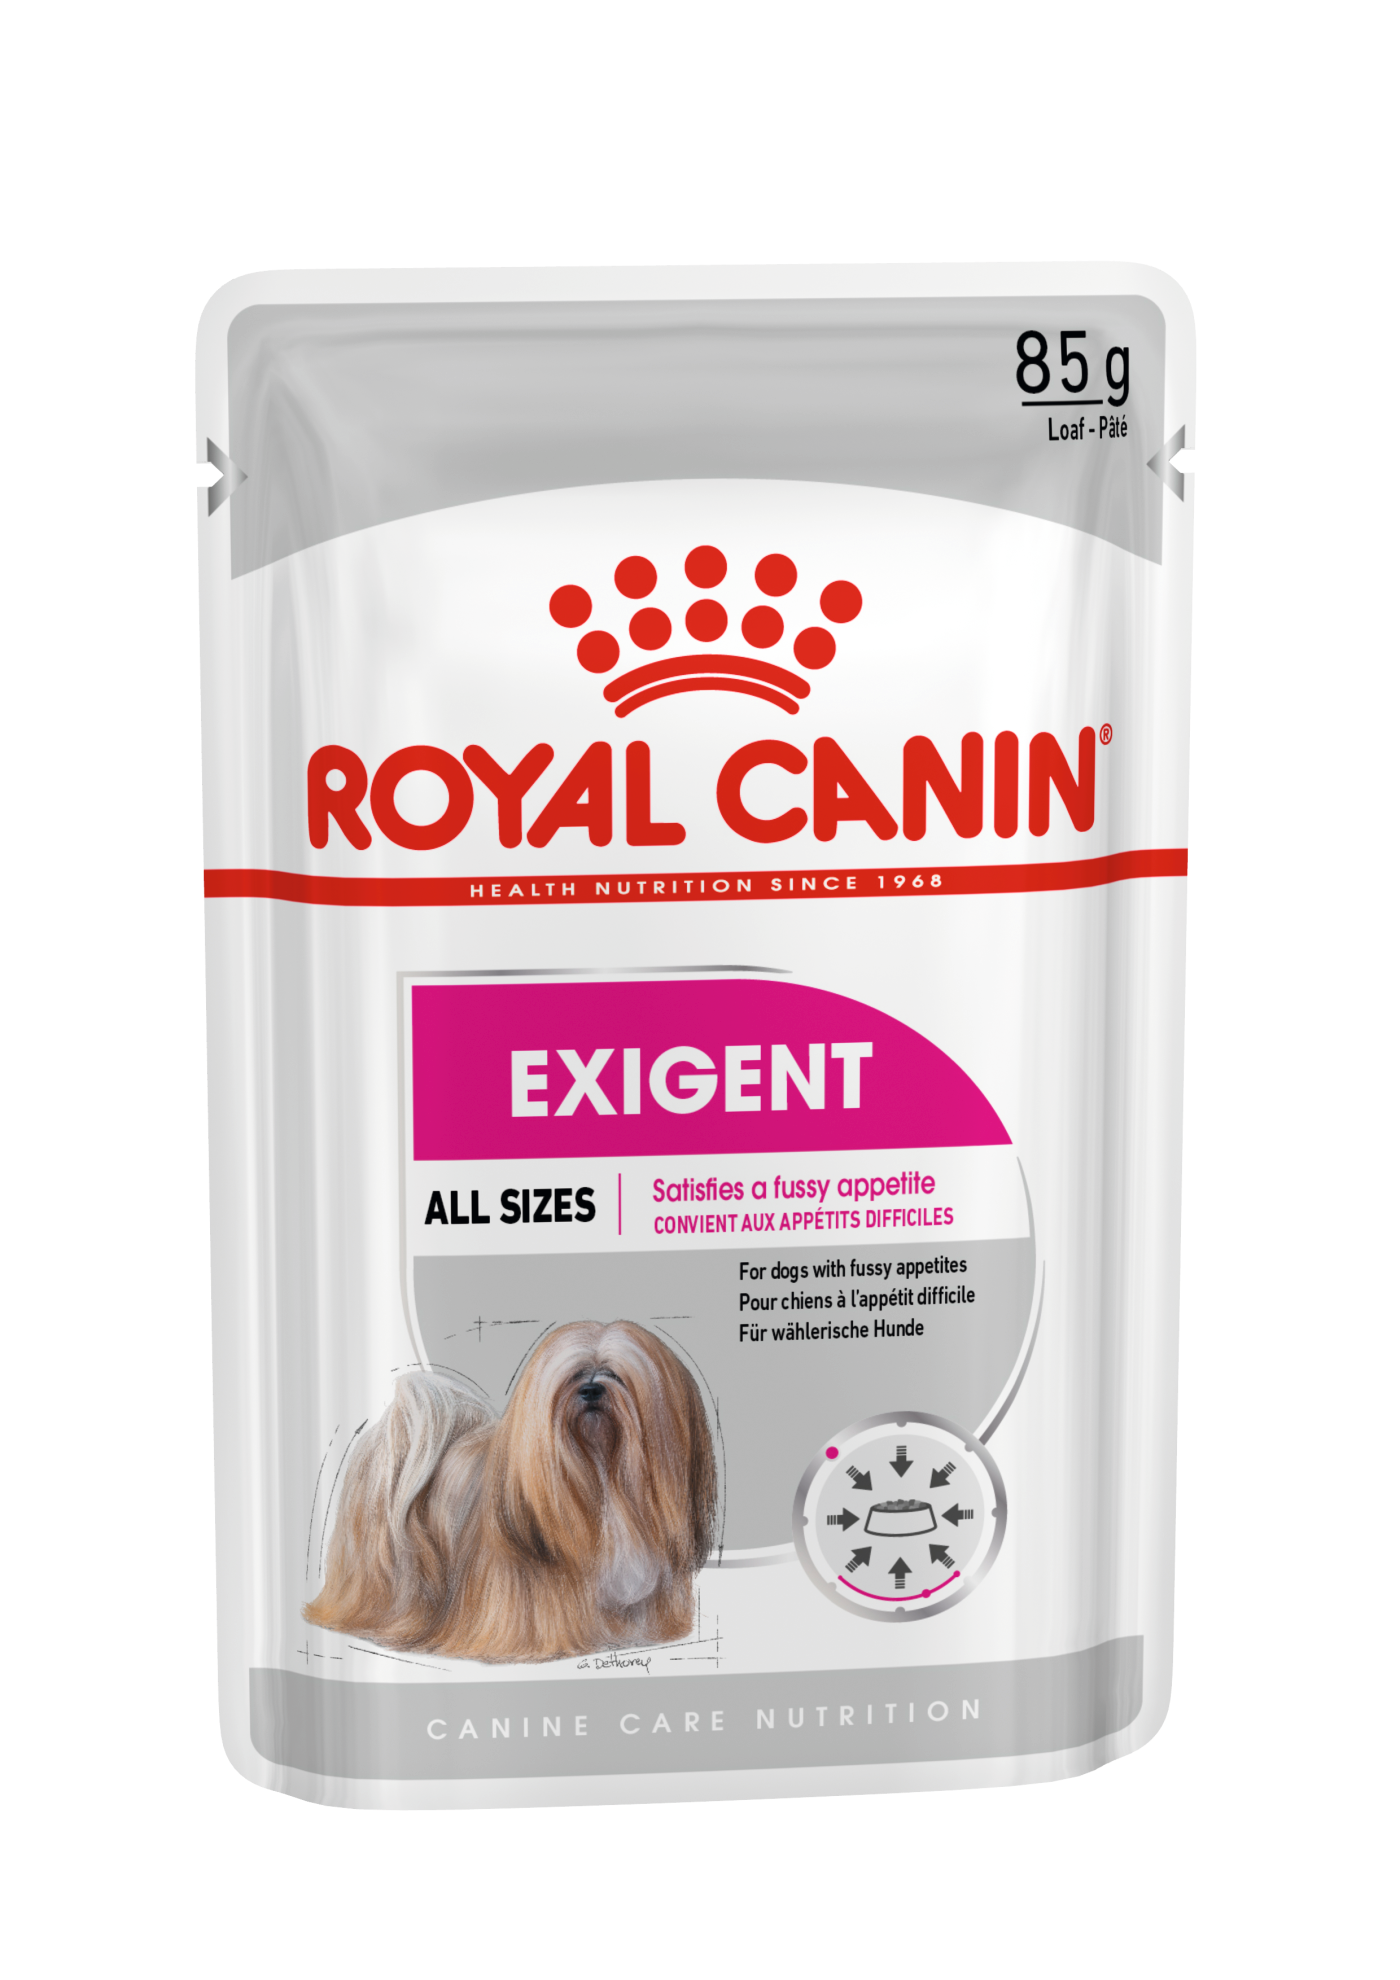 85 g
Loaf - Pâté
ROYAL CANIN®
HEALTH NUTRITION SINCE 1968
EXIGENT
ALL SIZES
Satisfies a fussy appetite
CONVIENT AUX APPÉTITS DIFFICILES
For dogs with fussy appetites
Pour chiens à l'appétit difficile
Für wählerische Hunde
CANINE CARE NUTRITION